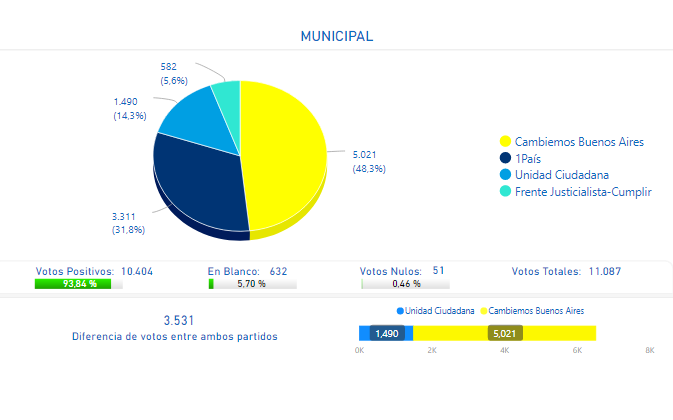 MUNICIPAL
582
(5,6%)
1.490
(14,3%)
5.021
(48,3%)
3.311
(31,8%)
Cambiemos Buenos Aires
1País
Unidad Ciudadana
Frente Justicialista-Cumplir
Votos Positivos: 10.404
93,84 %
En Blanco: 632
5,70 %
Votos Nulos: 51
0,46 %
Votos Totales: 11.087
3.531
Diferencia de votos entre ambos partidos
Unidad Ciudadana Cambiemos Buenos Aires
1,490 5,021
0K 2K 4K 6K 8K